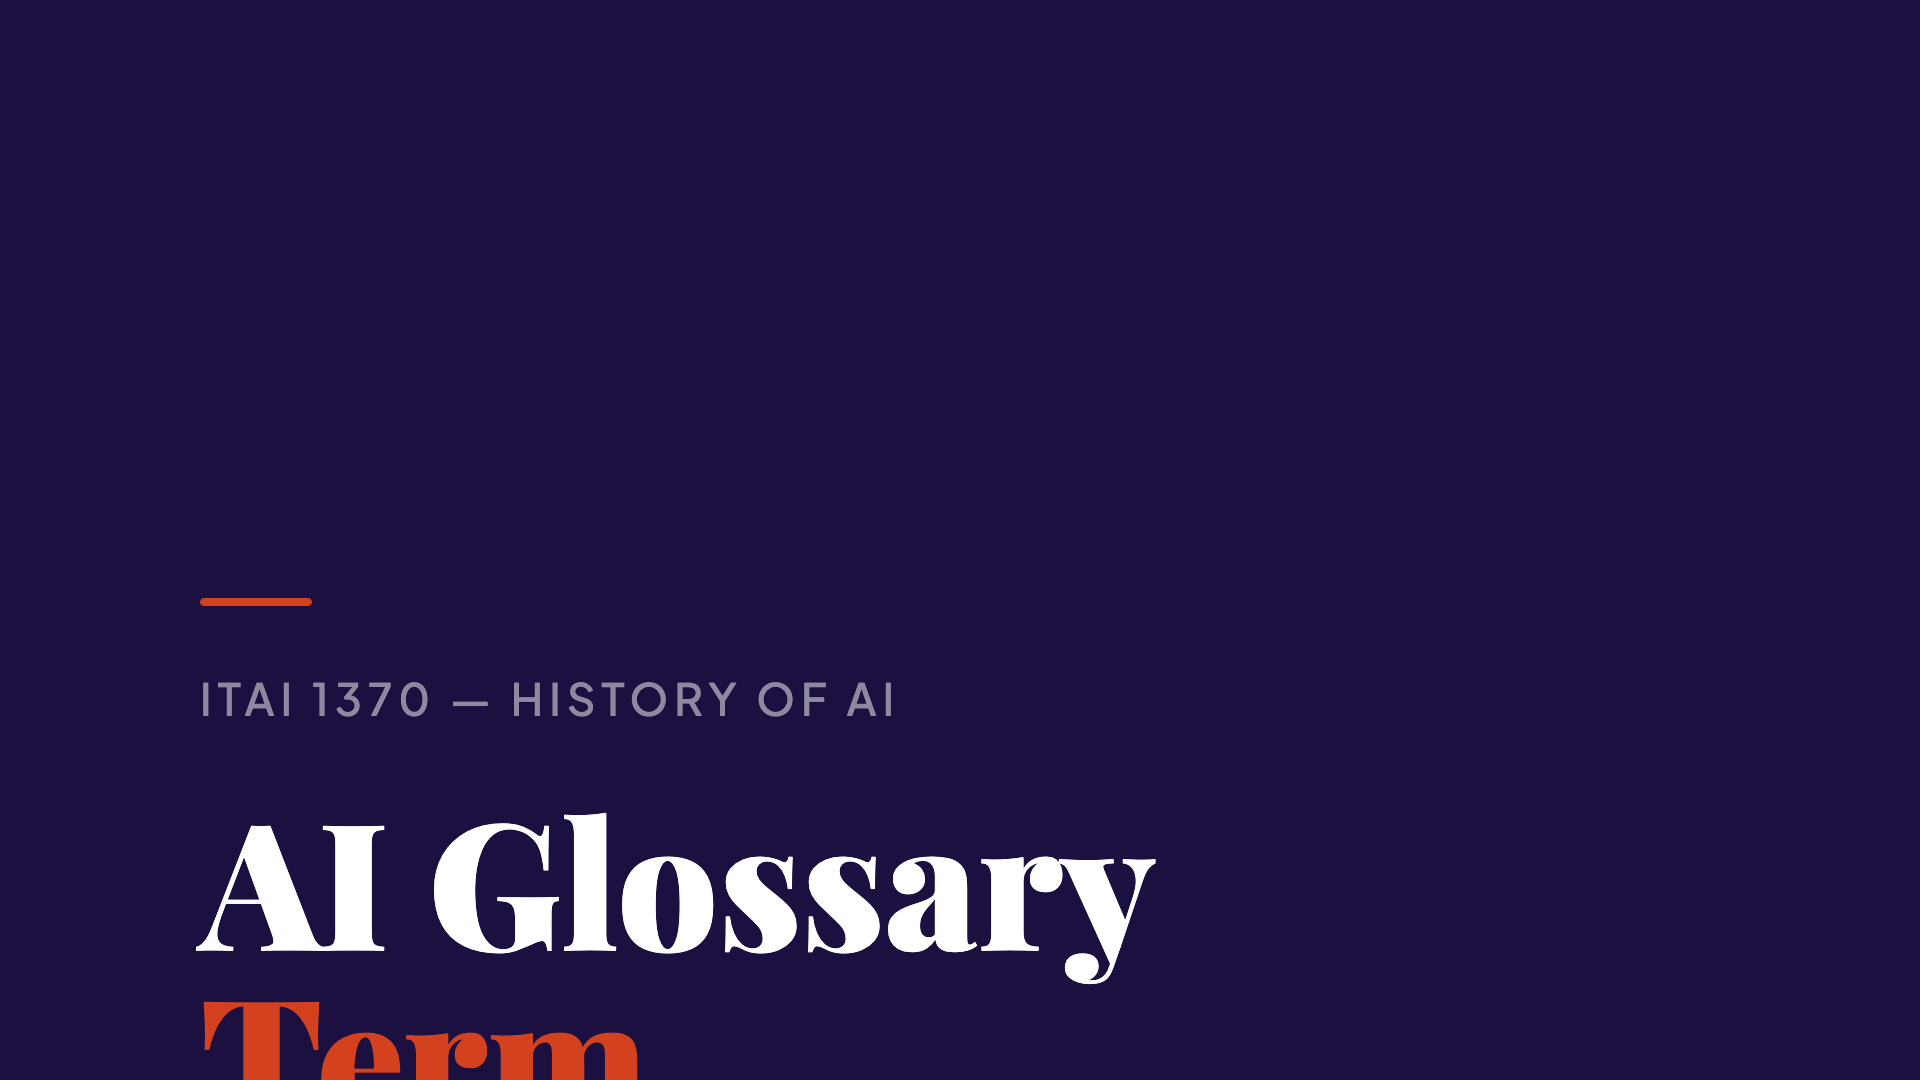 ITAI 1370 — HISTORY OF AI
AI Glossary
Term